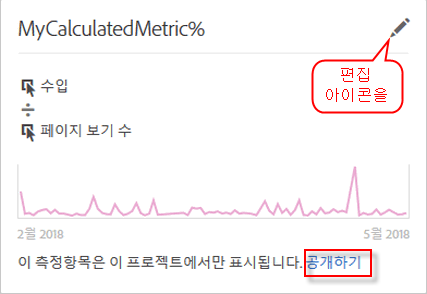 MyCalculatedMetric%
편집
아이콘을
수입
페이지 보기 수
2월 2018
5월 2018
이 측정항목은 이 프로젝트에서만 표시됩니다. 공개하기